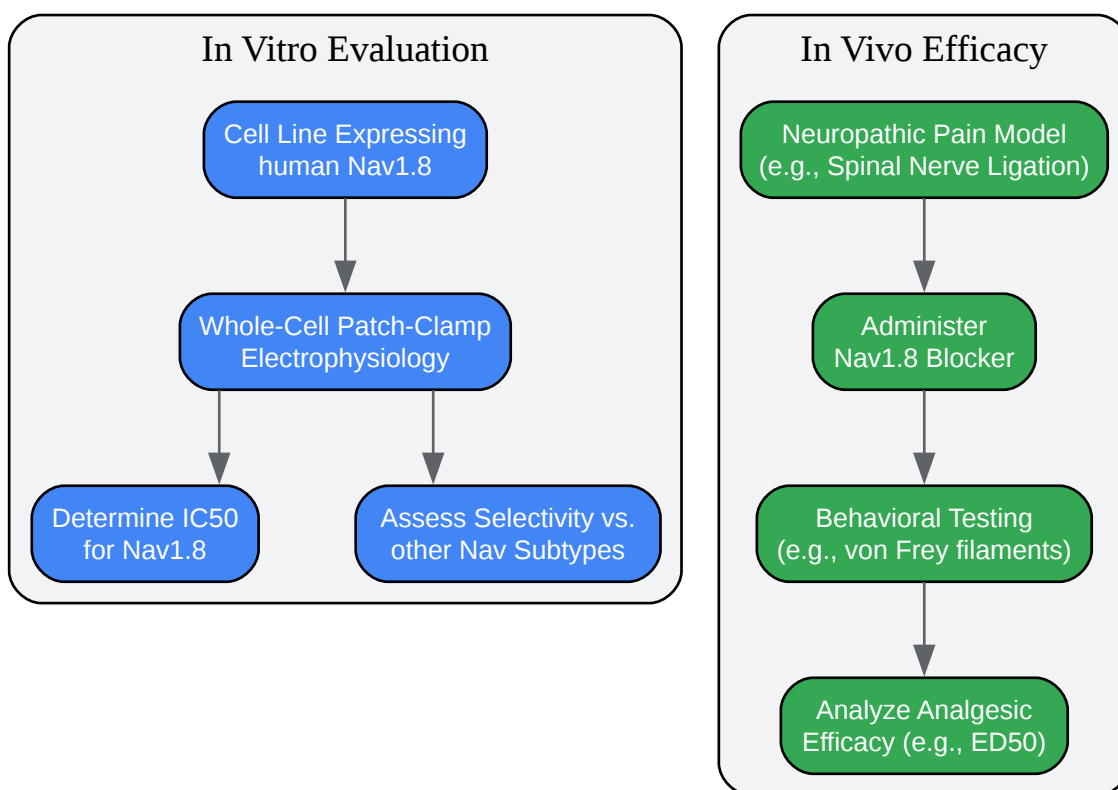 In Vitro Evaluation
Cell Line Expressing
human Nav1.8
Whole-Cell Patch-Clamp
Electrophysiology
Determine IC50
for Nav1.8
Assess Selectivity vs.
other Nav Subtypes
In Vivo Efficacy
Neuropathic Pain Model
(e.g., Spinal Nerve Ligation)
Administer
Nav1.8 Blocker
Behavioral Testing
(e.g., von Frey filaments)
Analyze Analgesic
Efficacy (e.g., ED50)